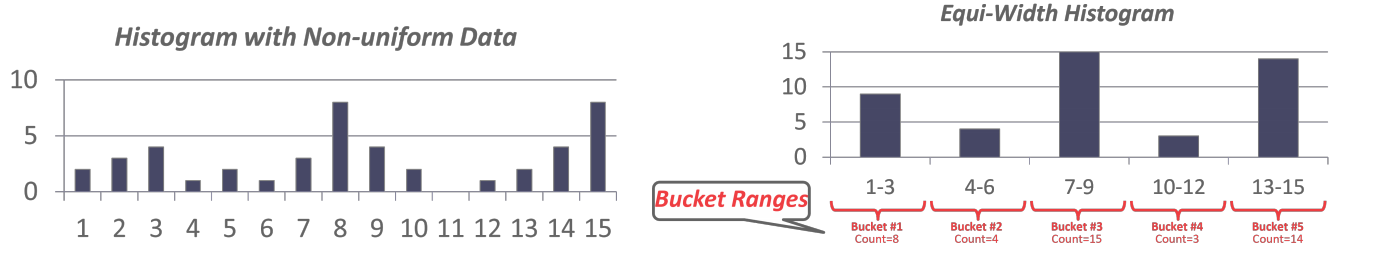 Histogram with Non-uniform Data
10
5
0
1 2 3 4 5 6 7 8 9 10 11 12 13 14 15
Equi-Width Histogram
15
10
5
0
1-3 4-6 7-9 10-12 13-15
Bucket Ranges
Bucket #1 Bucket #2 Bucket #3 Bucket #4 Bucket #5
Count=8 Count=4 Count=15 Count=3 Count=14